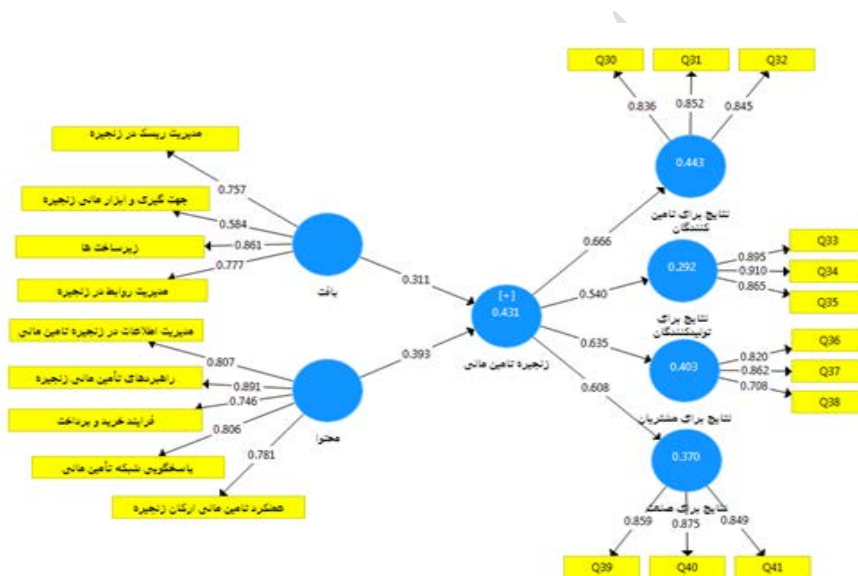 Q30
Q31
Q32
0.836
0.852
0.845
0.443
نتایج برای تامین
کنندگان
مدیریت ریسک در زنجیره
0.757
جهت گیری و ابزار مالی زنجیره
0.584
زیرساخت ها
0.861
مدیریت روابط در زنجیره
0.777
بافت
0.311
مدیریت اطلاعات در زنجیره تامین مالی
0.807
راهبردهای تأمین مالی زنجیره
0.891
فرایند خرید و پرداخت
0.746
پاسخگویی شبکه تأمین مالی
0.806
عملکرد تامین مالی ارکان زنجیره
0.781
محتوا
0.393
[+]
0.431
زنجیره تامین مالی
0.666
0.540
0.635
0.608
0.292
نتایج برای
تولیدکنندگان
0.895
0.910
0.865
Q33
Q34
Q35
0.403
نتایج برای مشتریان
0.820
0.862
0.708
Q36
Q37
Q38
0.370
نتایج برای صنعت
0.859
0.875
0.849
Q39
Q40
Q41